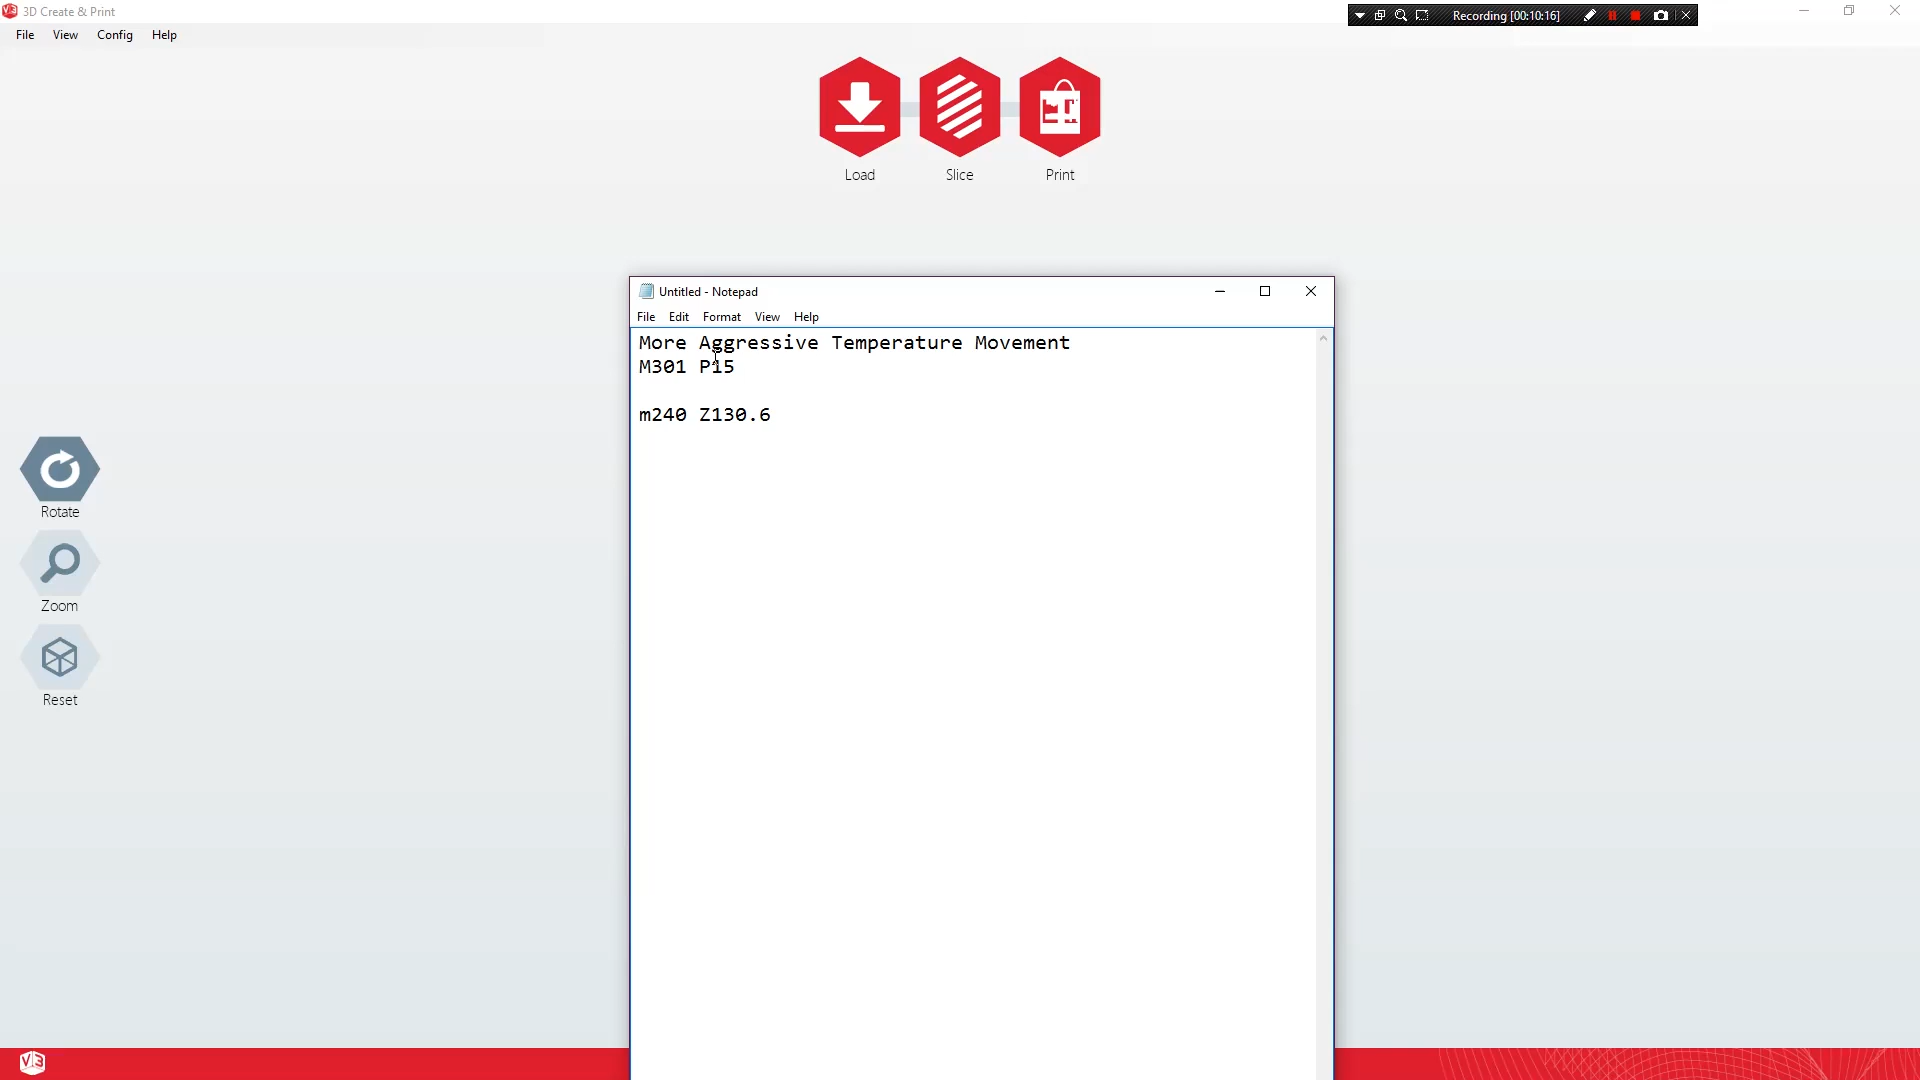 3D Create & Print
Recording [00:10:16]
File View Config Help
Load Slice Print
Untitled - Notepad
File Edit Format View Help
More Aggressive Temperature Movement
M301 P15
m240 Z130.6
Rotate
Zoom
Reset